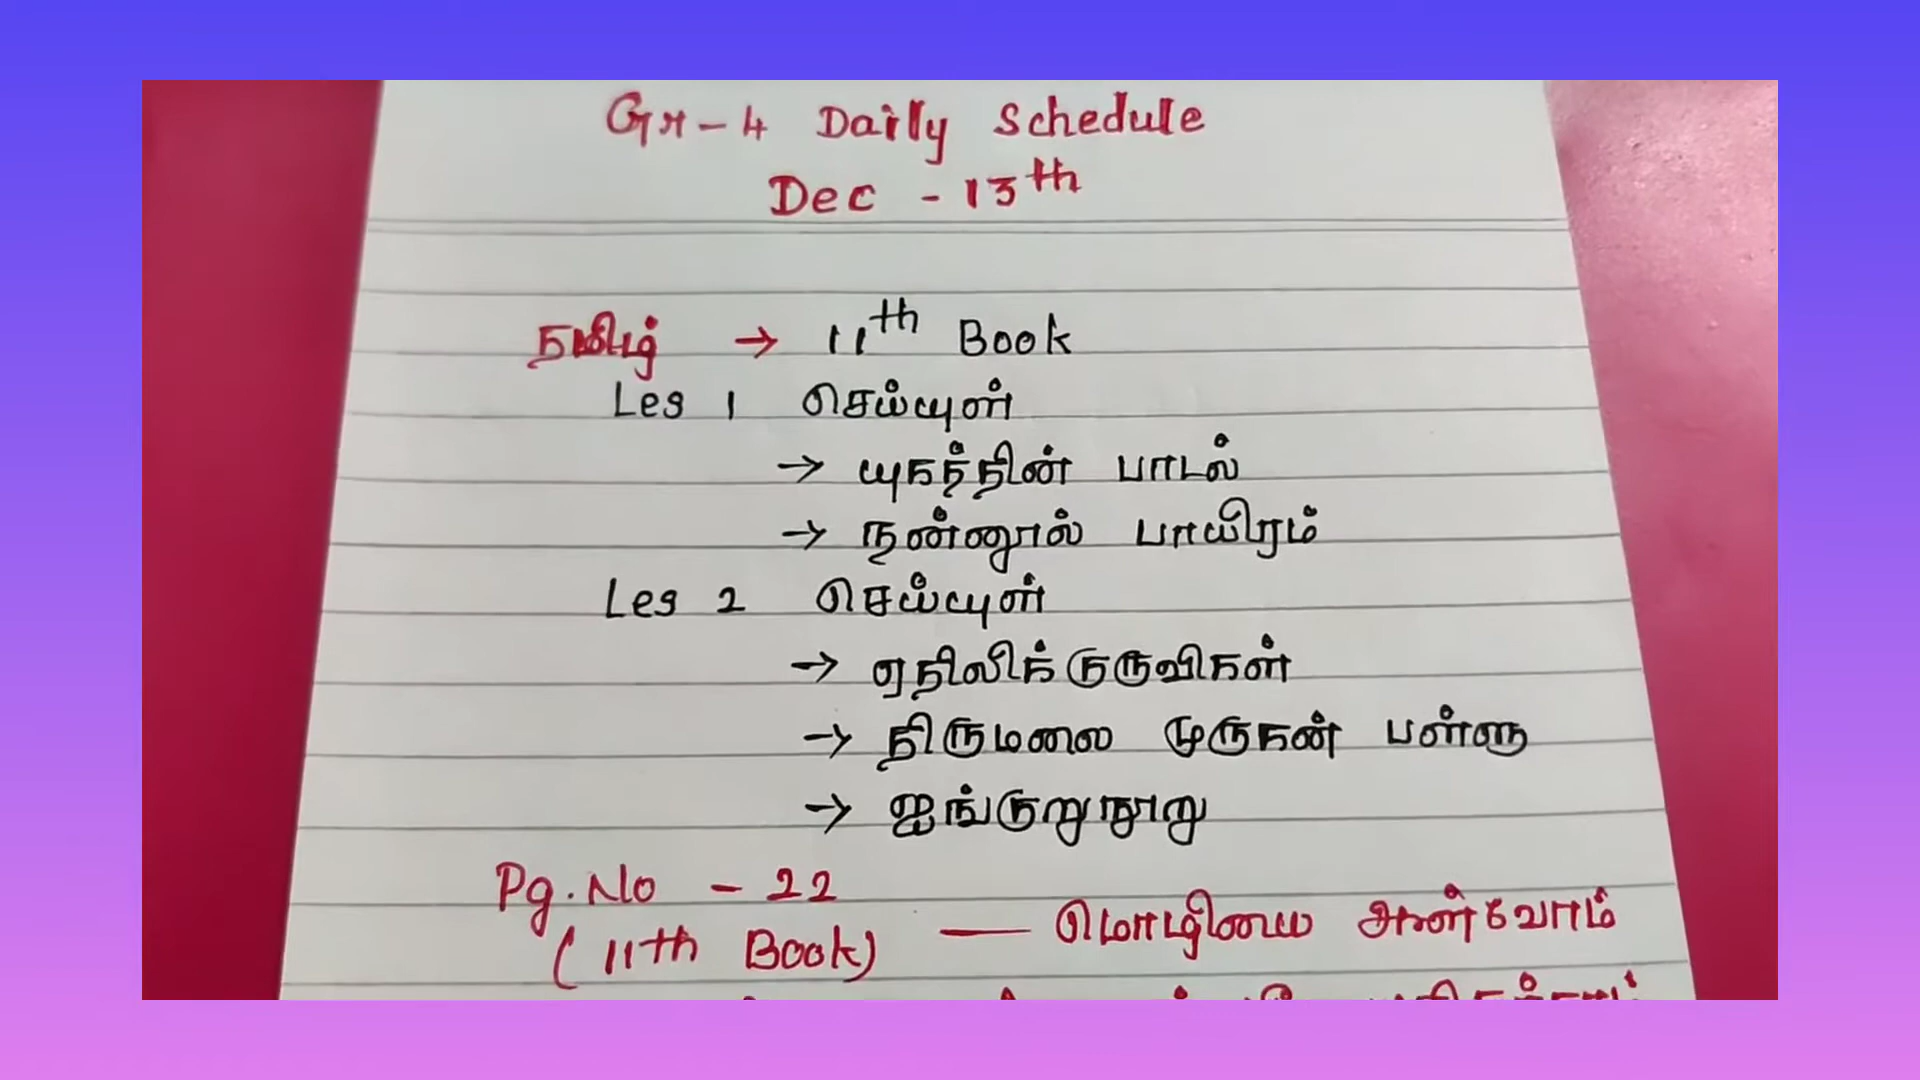 Gr - 4 Daily Schedule
Dec - 13th
தமிழ் → 11th Book
Les 1 செய்யுள்
→ யுகத்தின் பாடல்
→ நன்னூல் பாயிரம்
Les 2 செய்யுள்
→ ஏதிலிக்குருவிகள்
→ திருமலை முருகன் பள்ளு
→ ஐங்குறுநூறு
Pg. No - 22
(11th Book) — மொழியை ஆள்வோம்